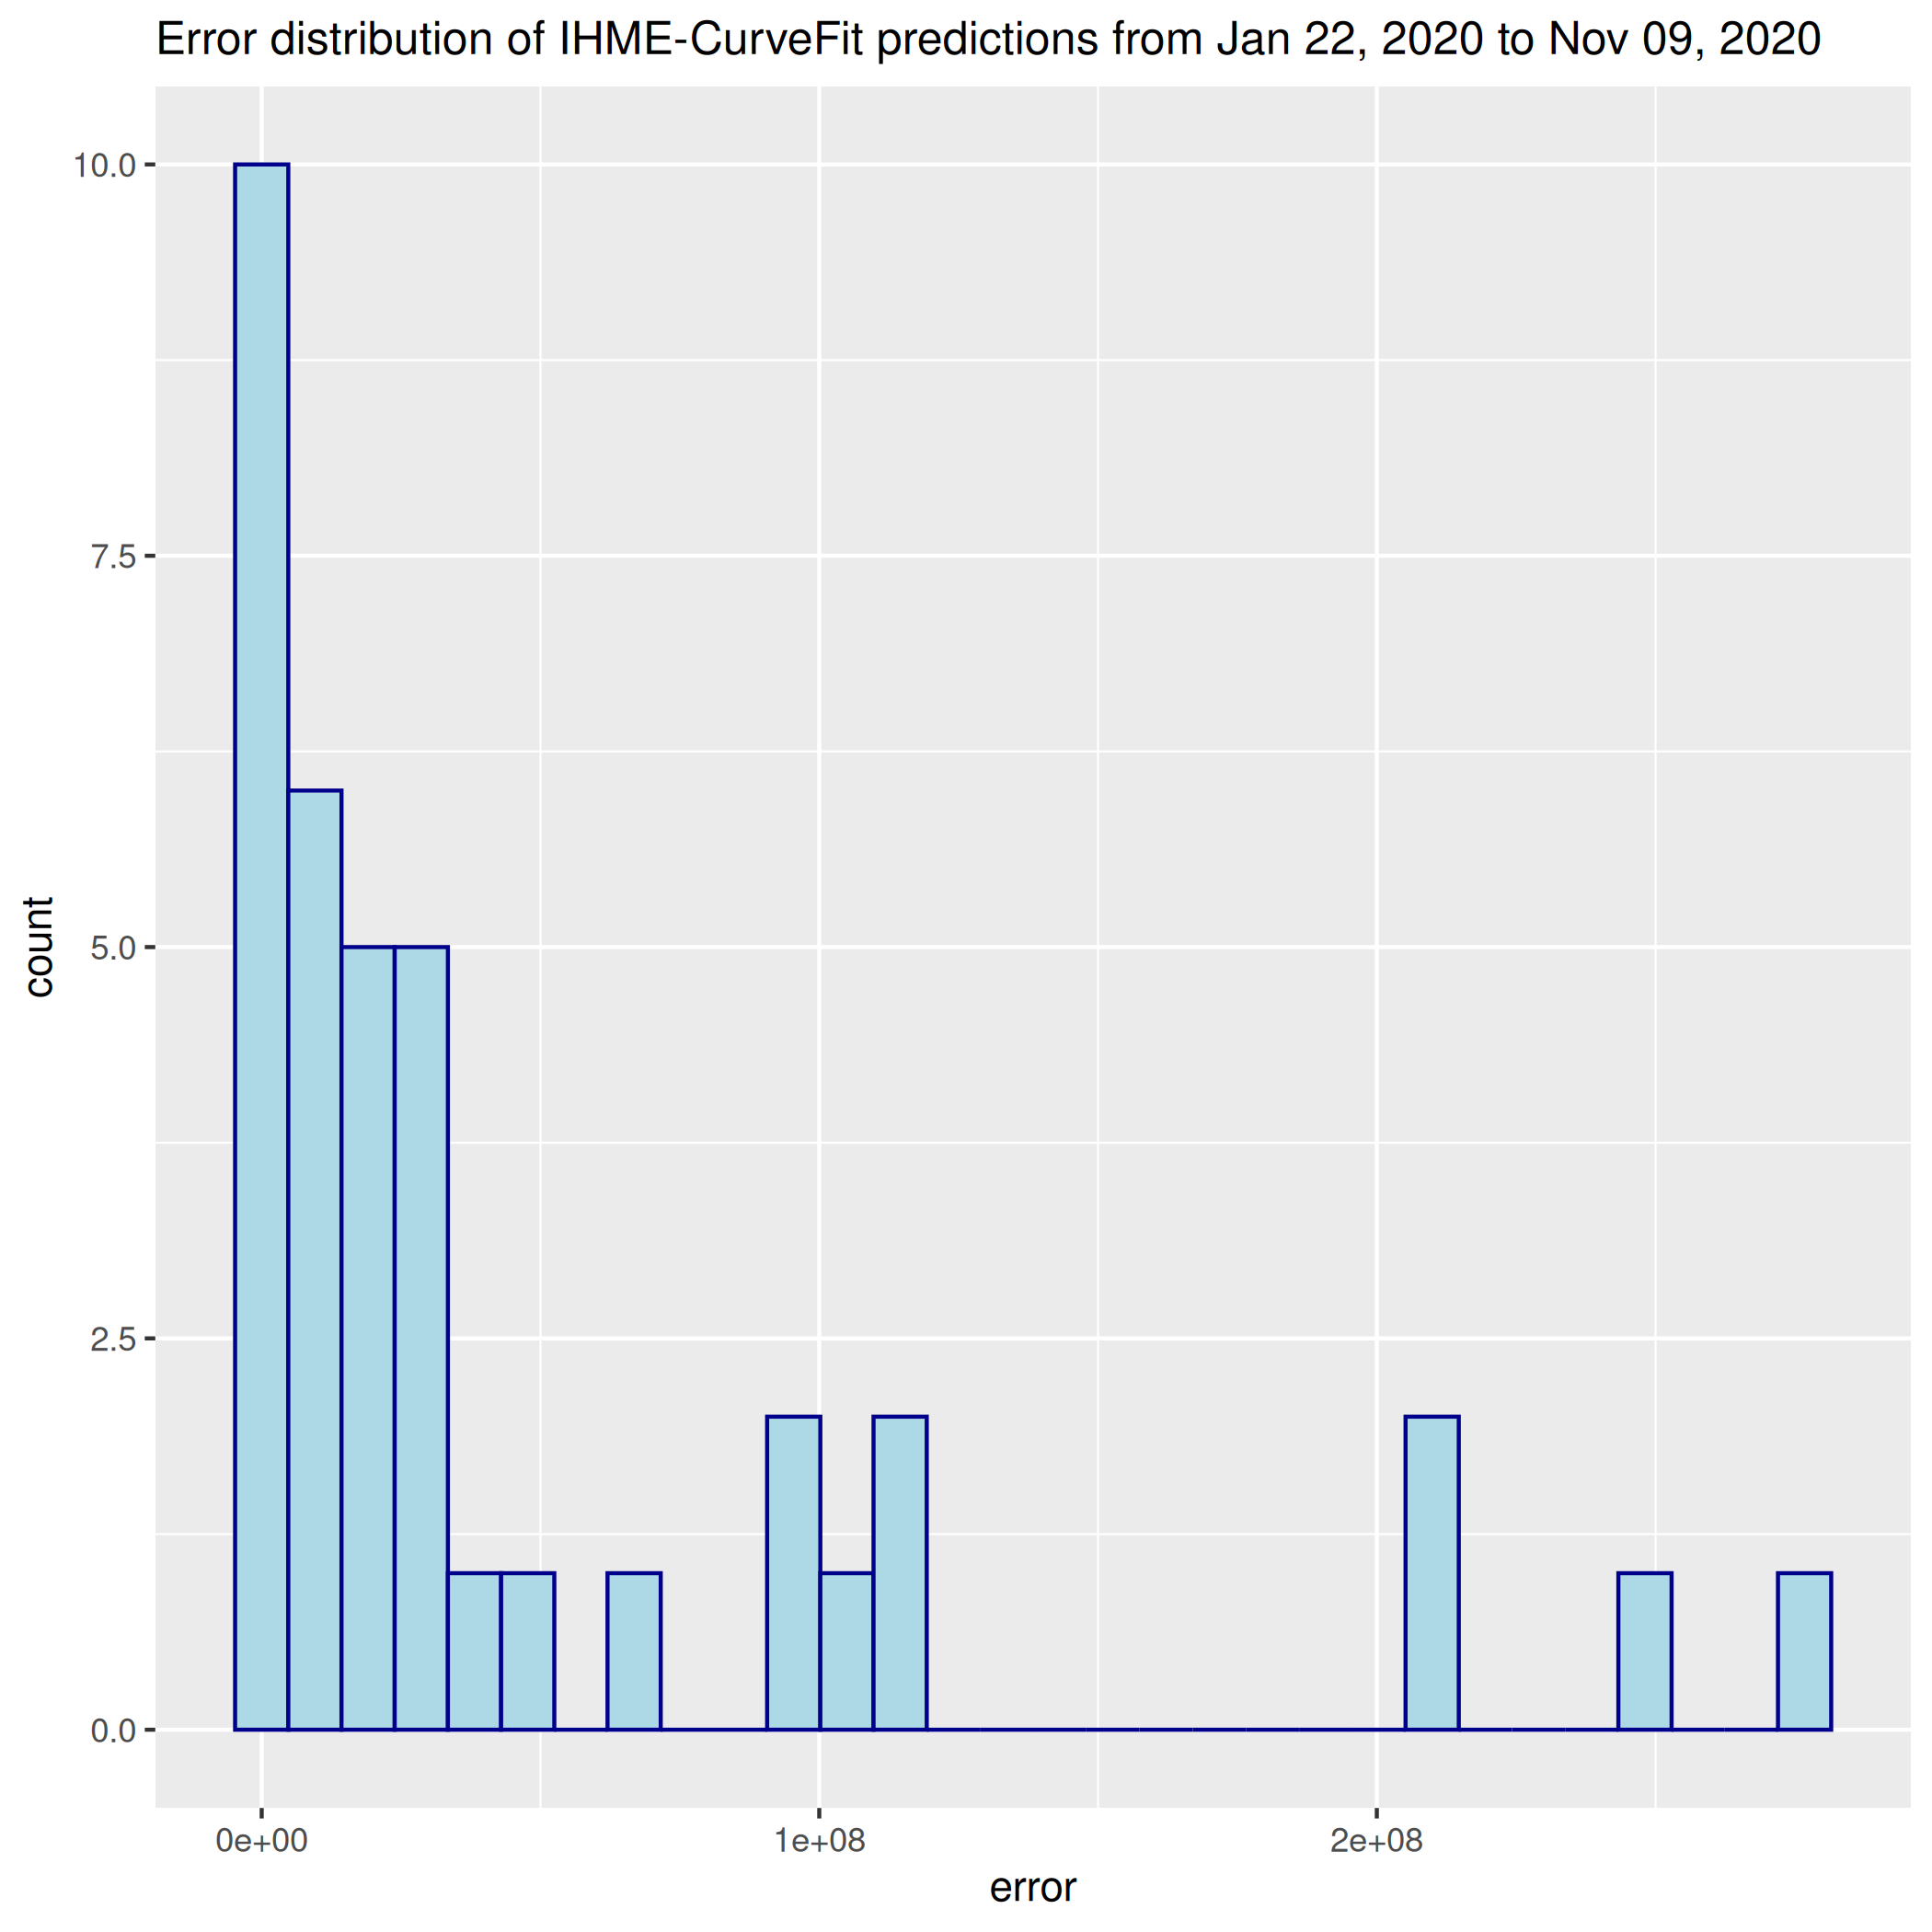 Error distribution of IHME-CurveFit predictions from Jan 22, 2020 to Nov 09, 2020
10.0
7.5
5.0
2.5
0.0
count
0e+00
1e+08
2e+08
error